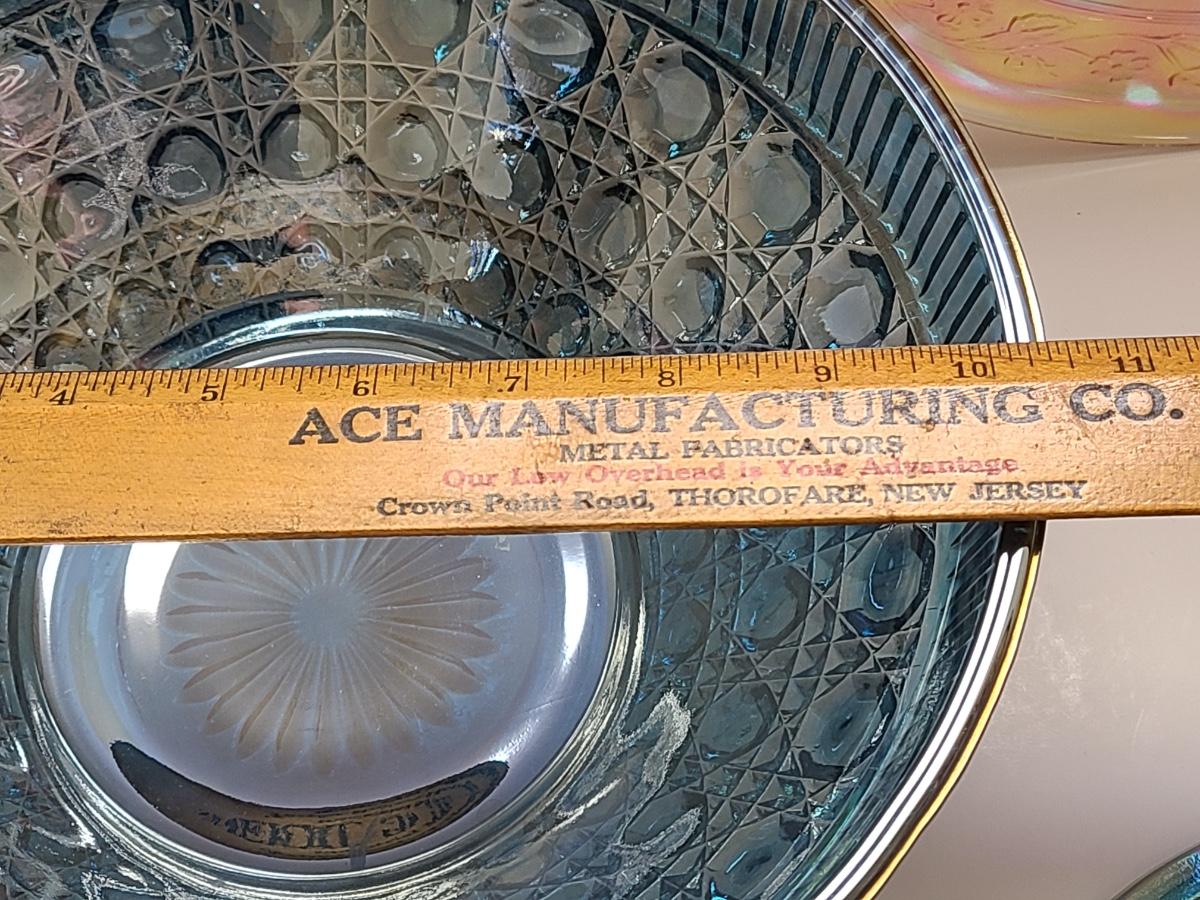 4 5 6 7 8 9 10 11
ACE MANUFACTURING CO.
METAL FABRICATORS
Our Low Overhead is Your Advantage
Crown Point Road, THOROFARE, NEW JERSEY